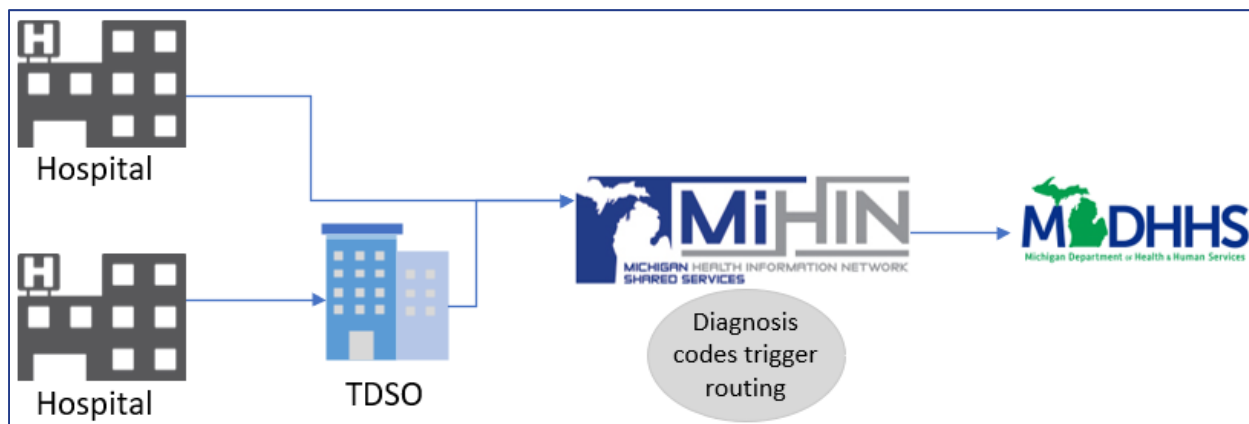 H
Hospital
H
Hospital
TDSO
MiHIN
MICHIGAN HEALTH INFORMATION NETWORK
SHARED SERVICES
Diagnosis
codes trigger
routing
MDHHS
Michigan Department of Health & Human Services